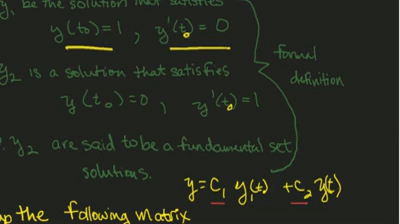 y₁ be the solution that satisfies
y(t₀) = 1 , y'(t₀) = 0
y₂ is a solution that satisfies
y(t₀) = 0 , y'(t₀) = 1
formal
definition
y₂ are said to be a fundamental set
solutions.
y = C₁ y₁(t) + C₂ y(t)
the following matrix